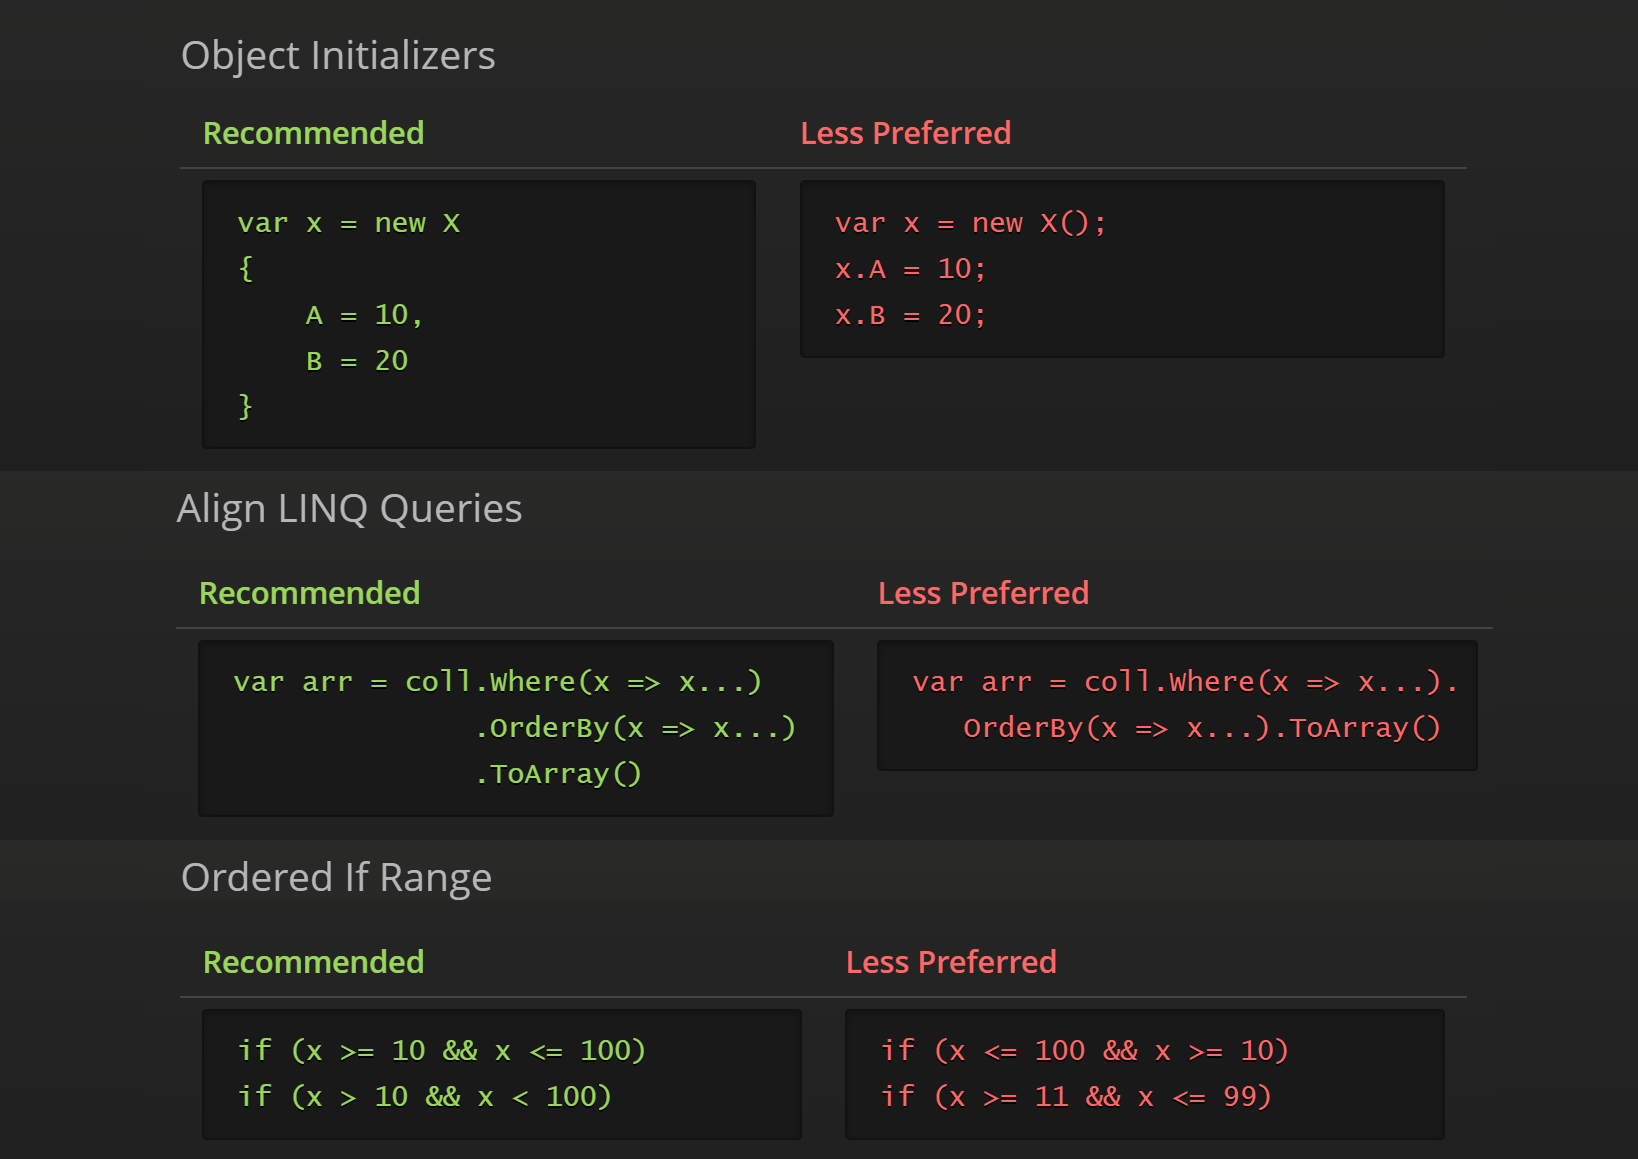 Object Initializers
Recommended
Less Preferred
var x = new X
{
    A = 10,
    B = 20
}
var x = new X();
x.A = 10;
x.B = 20;
Align LINQ Queries
Recommended
Less Preferred
var arr = coll.Where(x => x...)
              .OrderBy(x => x...)
              .ToArray()
var arr = coll.Where(x => x...).
   OrderBy(x => x...).ToArray()
Ordered If Range
Recommended
Less Preferred
if (x >= 10 && x <= 100)
if (x > 10 && x < 100)
if (x <= 100 && x >= 10)
if (x >= 11 && x <= 99)